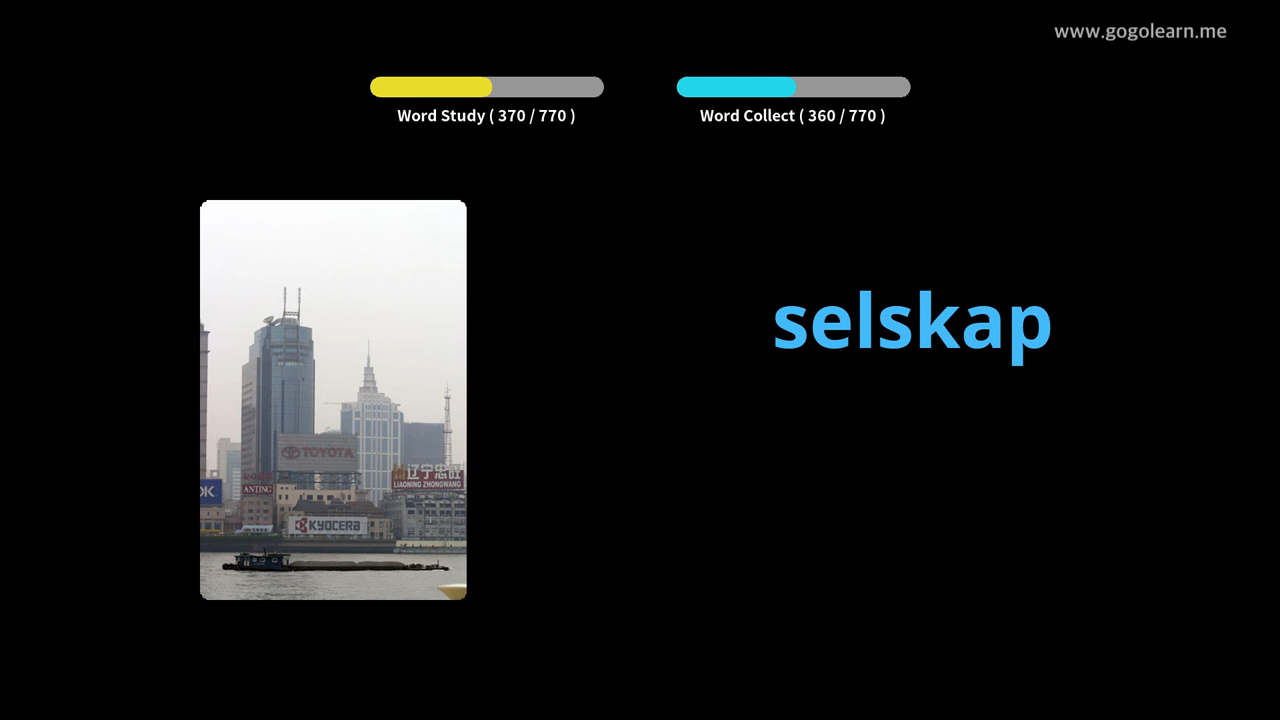 www.gogolearn.me
Word Study ( 370 / 770 )
Word Collect ( 360 / 770 )
selskap
TOYOTA
辽宁忠旺
LIAONING ZHONGWANG
OK
ANTING
KYOCERA